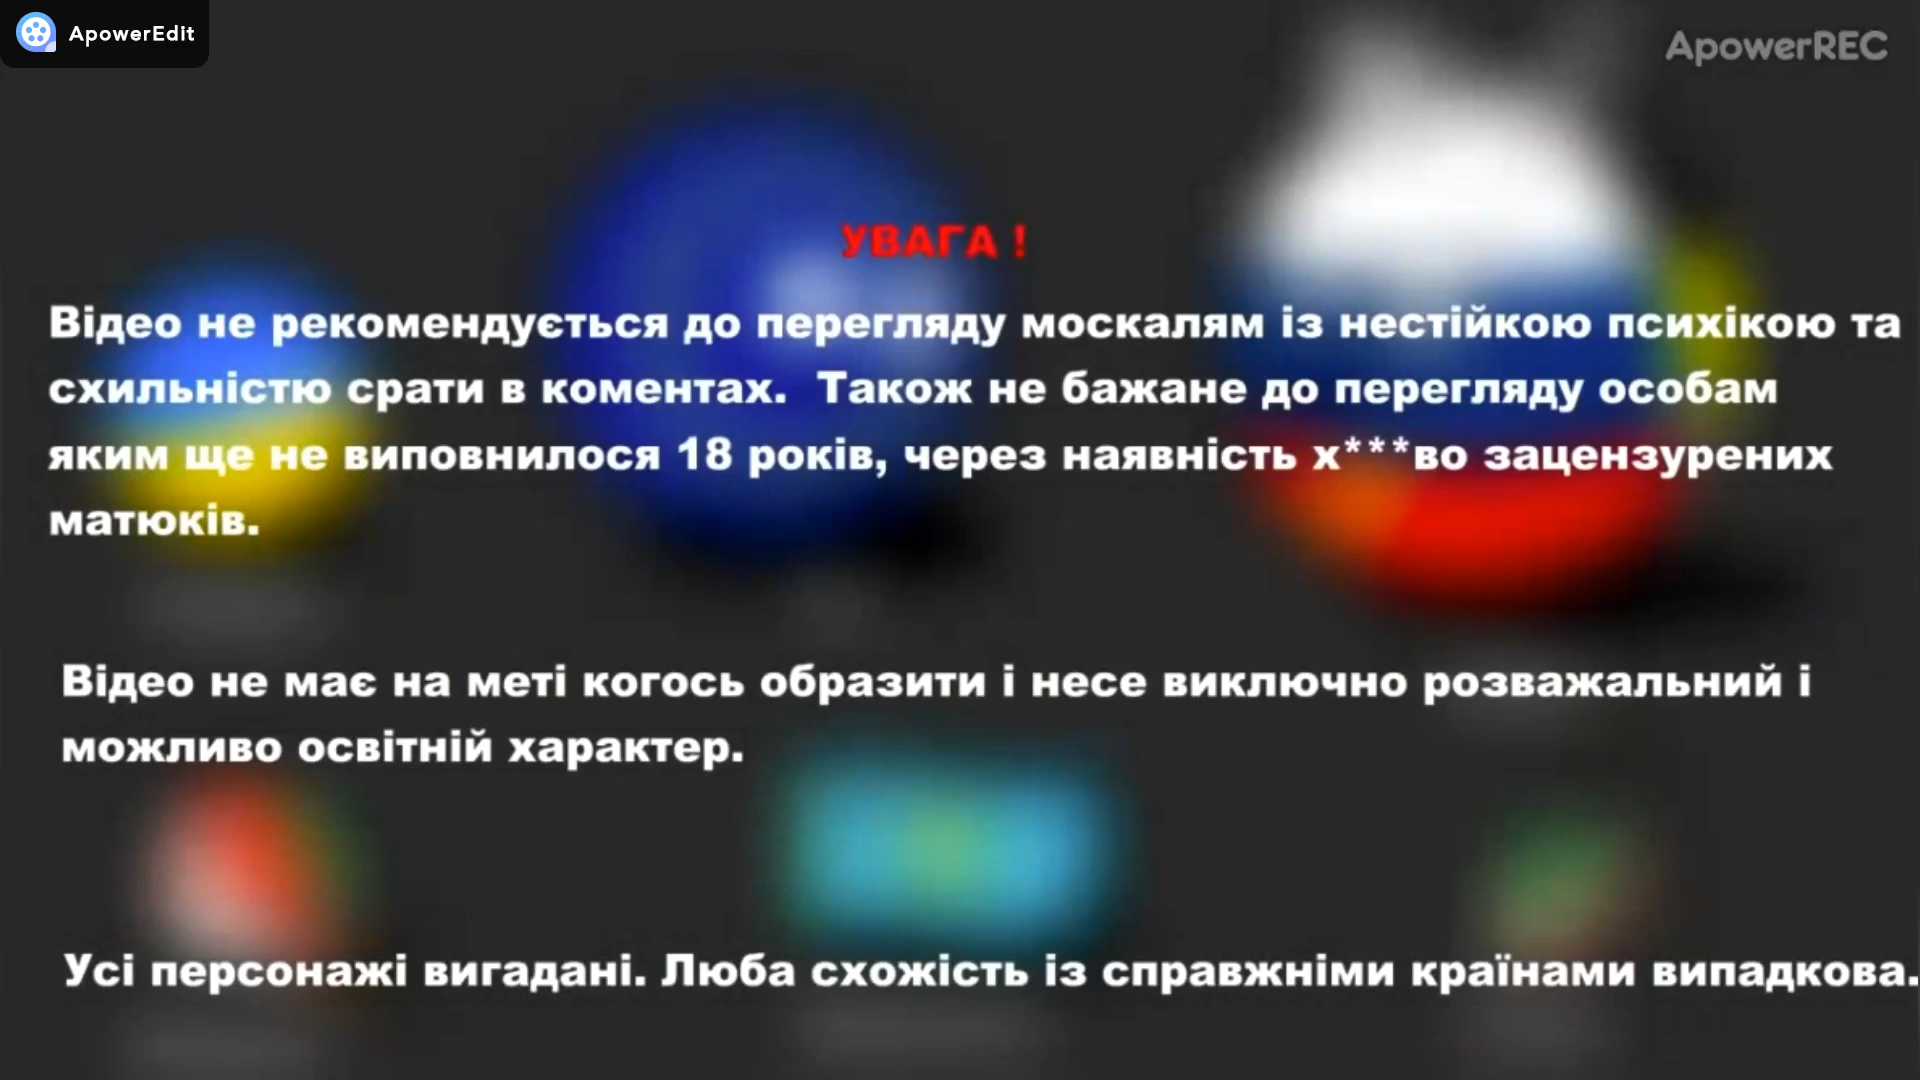 ApowerEdit
ApowerREC
УВАГА !
Відео не рекомендується до перегляду москалям із нестійкою психікою та
схильністю срати в коментах. Також не бажане до перегляду особам
яким ще не виповнилося 18 років, через наявність х***во зацензурених
матюків.
Відео не має на меті когось образити і несе виключно розважальний і
можливо освітній характер.
Усі персонажі вигадані. Люба схожість із справжніми країнами випадкова.